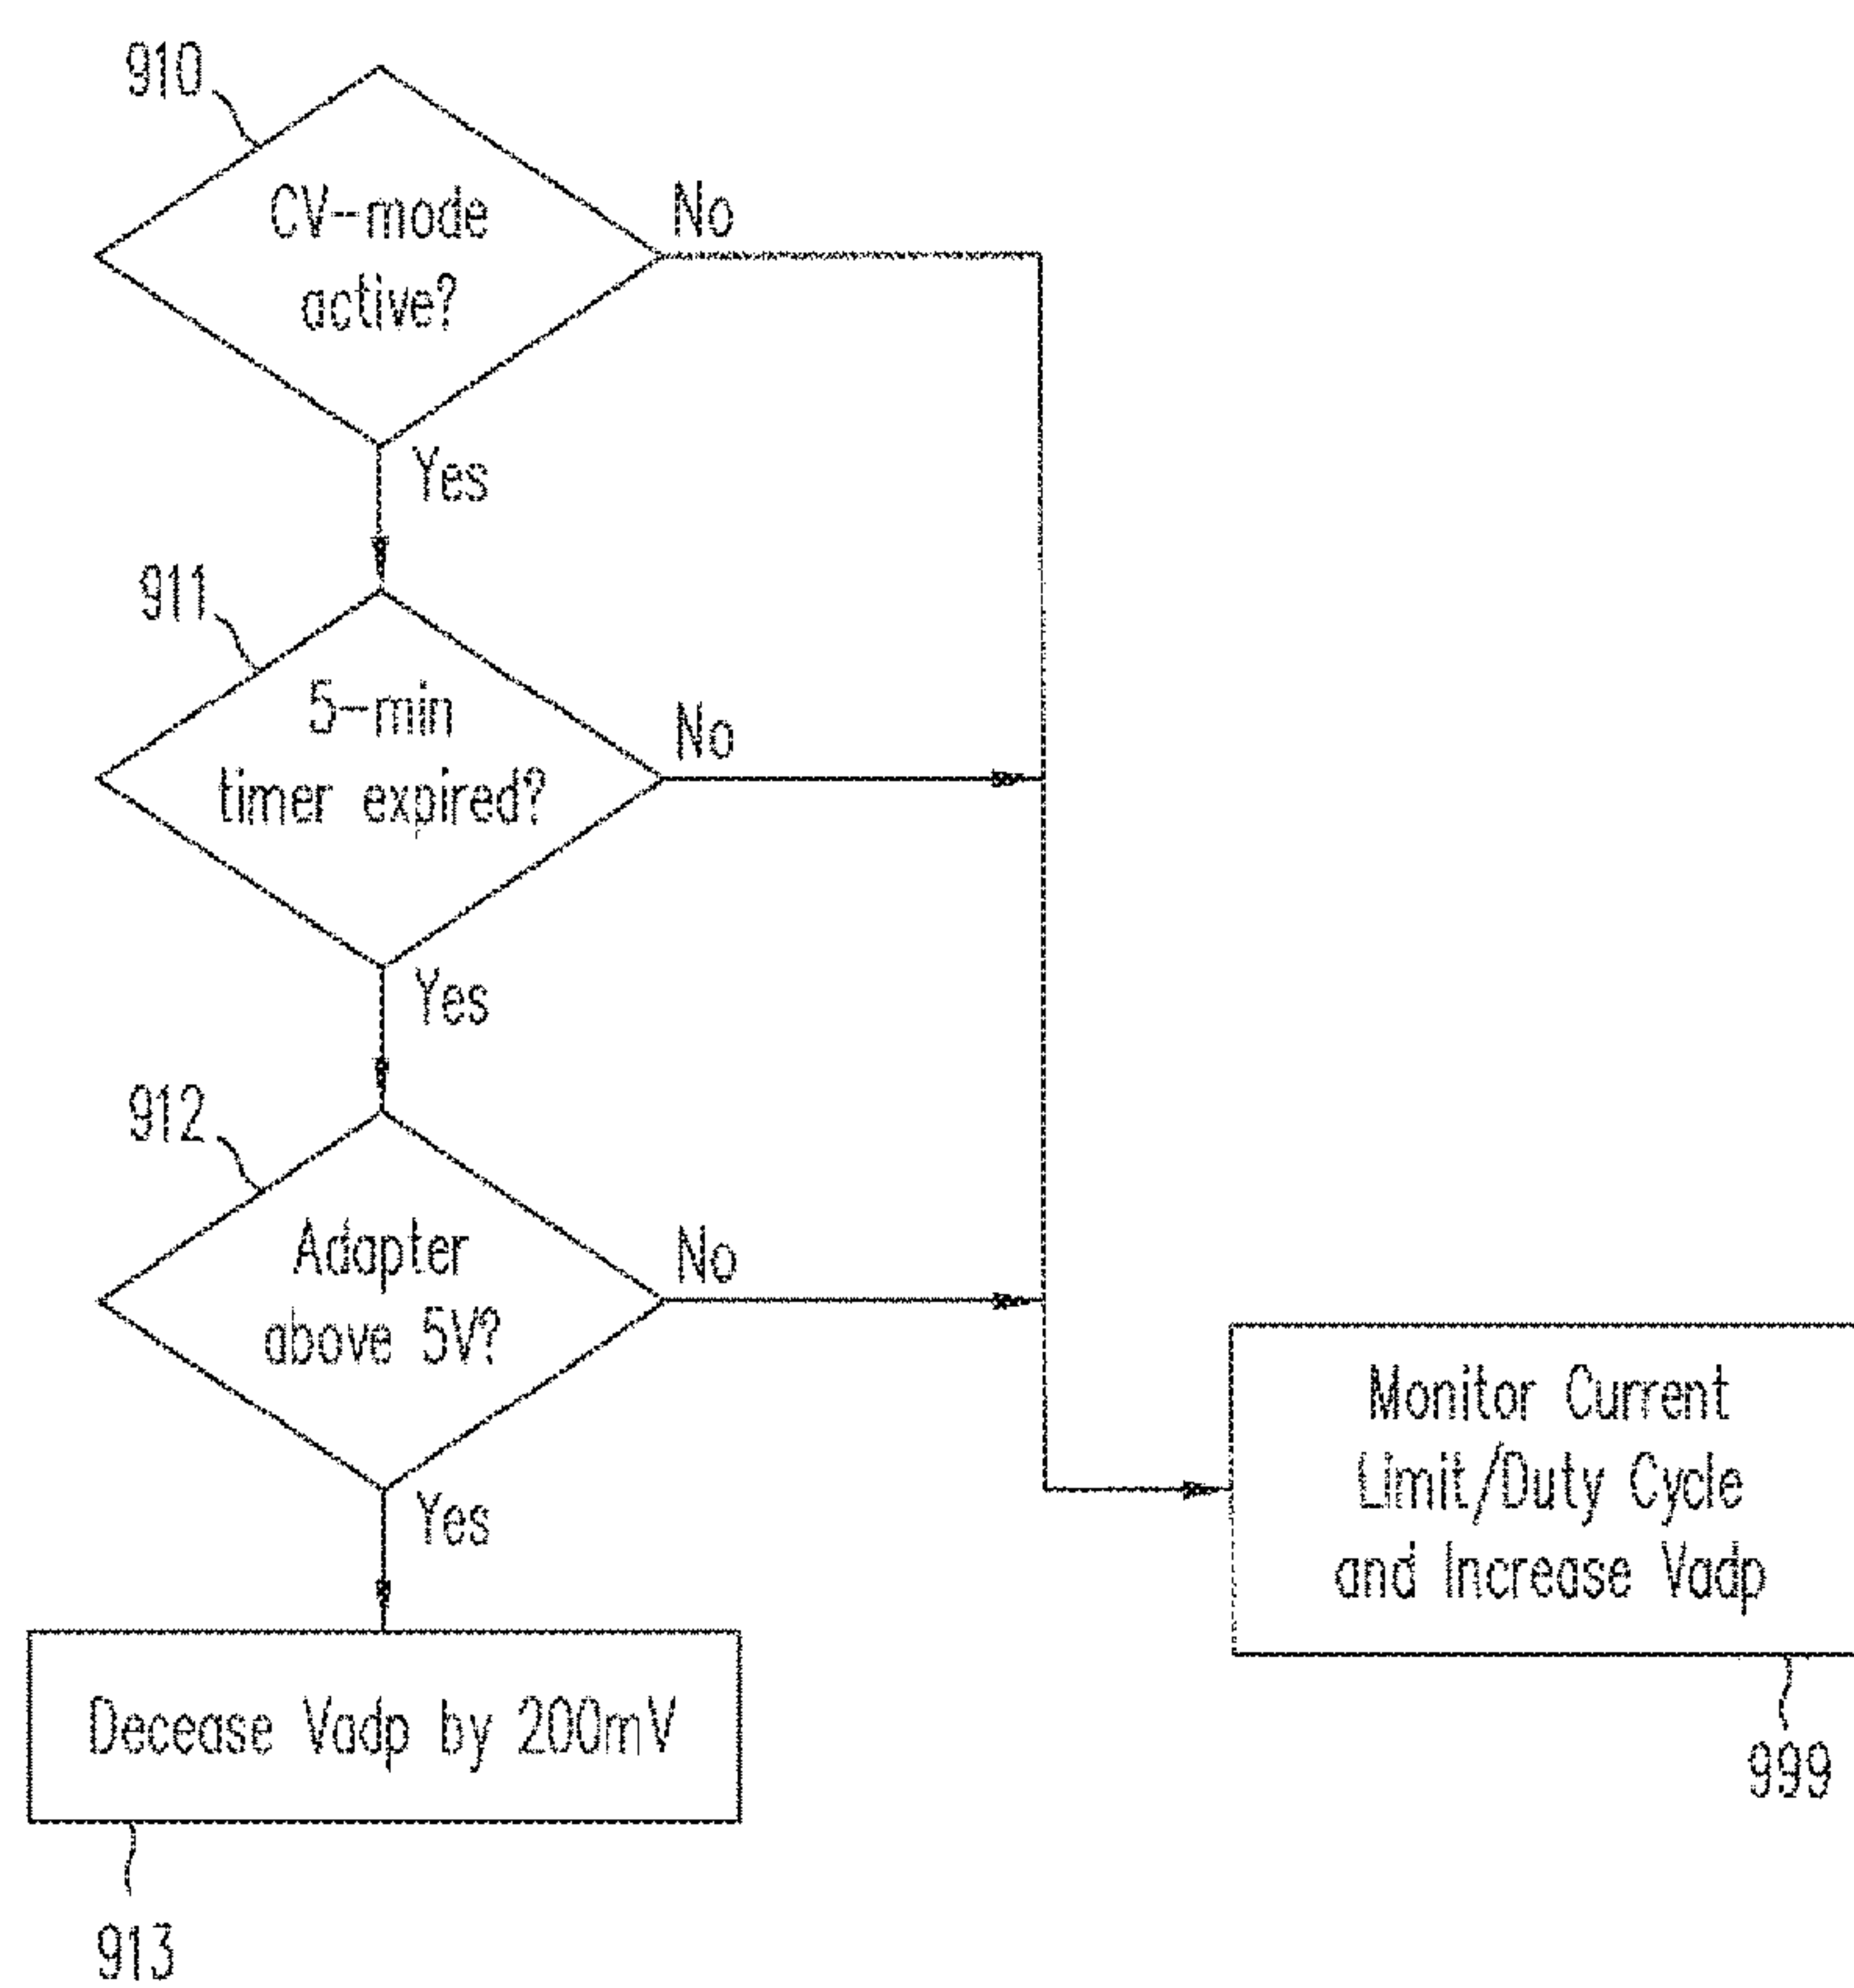 910
CV-mode
active?
No
Yes
911
5-min
timer expired?
No
Yes
912
Adapter
above 5V?
No
Yes
Decease Vadp by 200mV
913
Monitor Current
Limit/Duty Cycle
and Increase Vadp
999